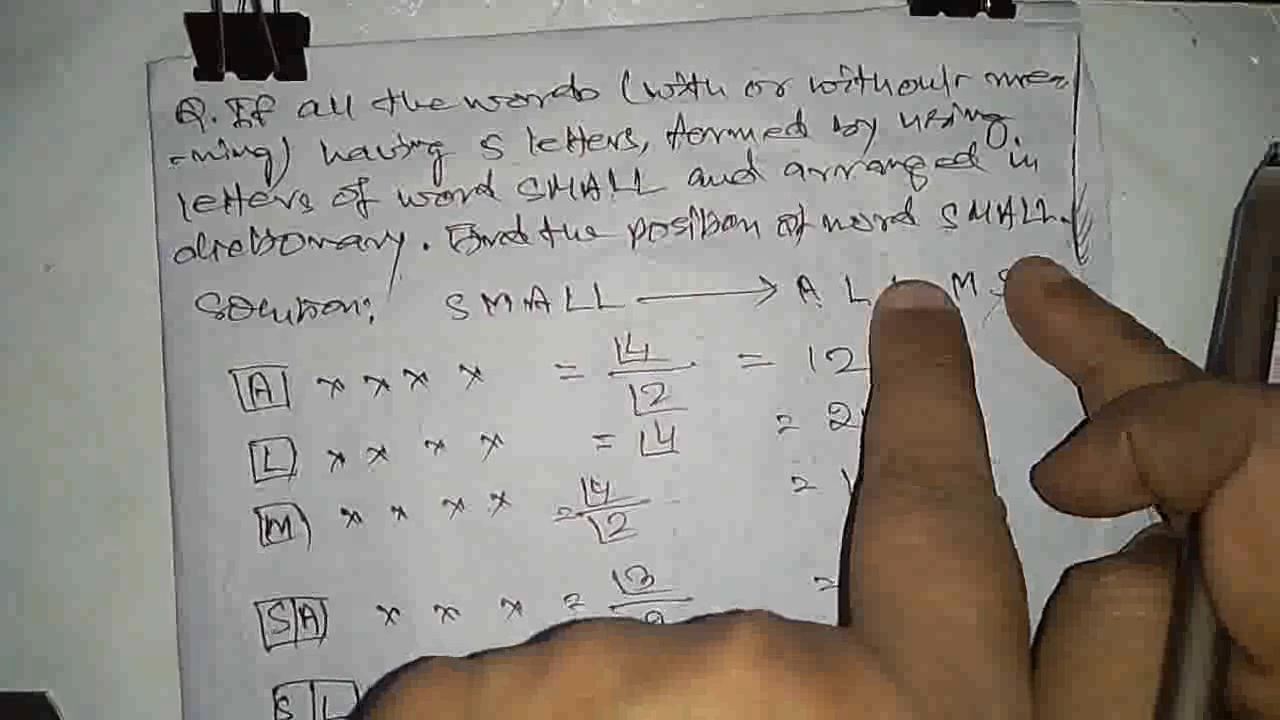 Q. If all the words (with or without mea-
-ning) having 5 letters, formed by using
letters of word SMALL and arranged in
dictionary. Find the position of word SMALL.
Solution: SMALL → A L L M S
A × × × × = |4 / |2 = 12
L × × × × = |4 = 2
M × × × × = |4 / |2 =
S A × × × = |3 =
S L